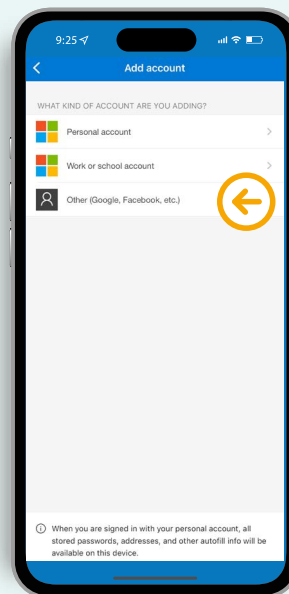 9:25
Add account
WHAT KIND OF ACCOUNT ARE YOU ADDING?
Personal account
Work or school account
Other (Google, Facebook, etc.)
When you are signed in with your personal account, all
stored passwords, addresses, and other autofill info will be
available on this device.